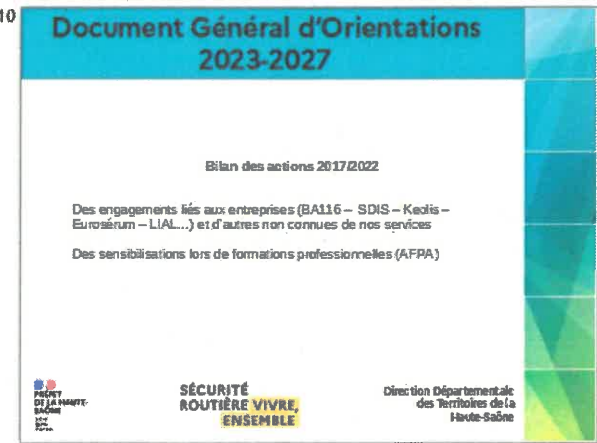 10
Document Général d'Orientations
2023-2027
Bilan des actions 2017/2022
Des engagements liés aux entreprises (BA116 – SDIS – Keolis –
Eurosérum – LIAL...) et d'autres non connues de nos services
Des sensibilisations lors de formations professionnelles (AFPA)
PRÉFET
DE LA HAUTE-
SAÔNE
SÉCURITÉ
ROUTIÈRE VIVRE,
ENSEMBLE
Direction Départementale
des Territoires de la
Haute-Saône